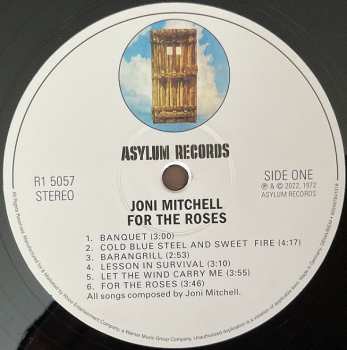 ASYLUM RECORDS
R1 5057
STEREO
SIDE ONE
℗ & © 2022, 1972
ASYLUM RECORDS
JONI MITCHELL
FOR THE ROSES
1. BANQUET (3:00)
2. COLD BLUE STEEL AND SWEET FIRE (4:17)
3. BARANGRILL (2:53)
4. LESSON IN SURVIVAL (3:10)
5. LET THE WIND CARRY ME (3:55)
6. FOR THE ROSES (3:46)
All songs composed by Joni Mitchell.